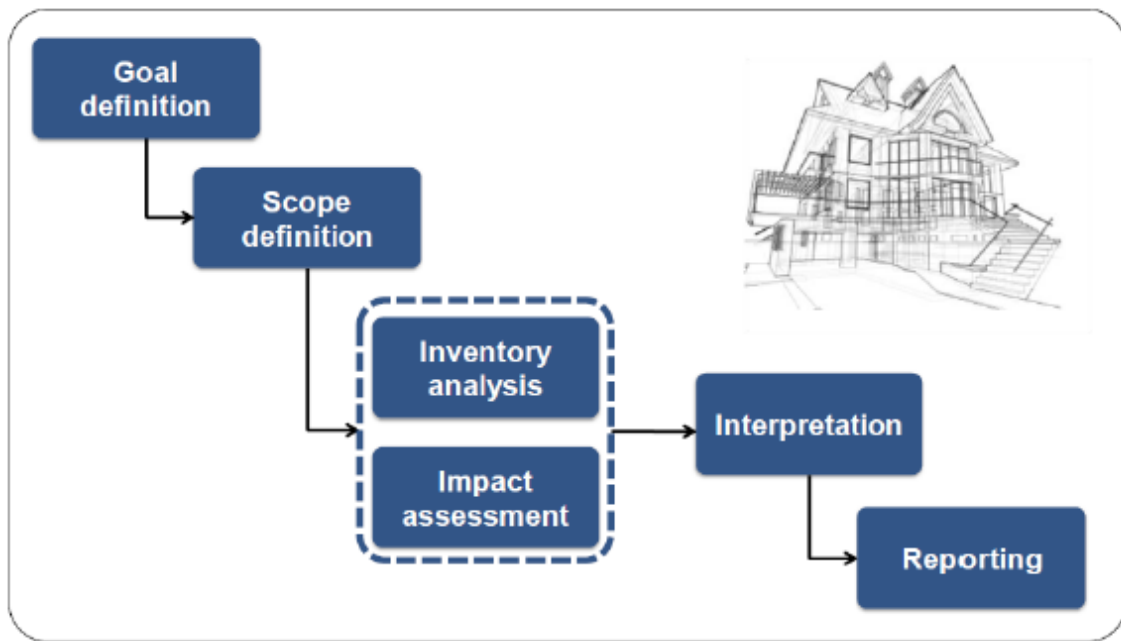 Goal
definition
Scope
definition
Inventory
analysis
Impact
assessment
Interpretation
Reporting